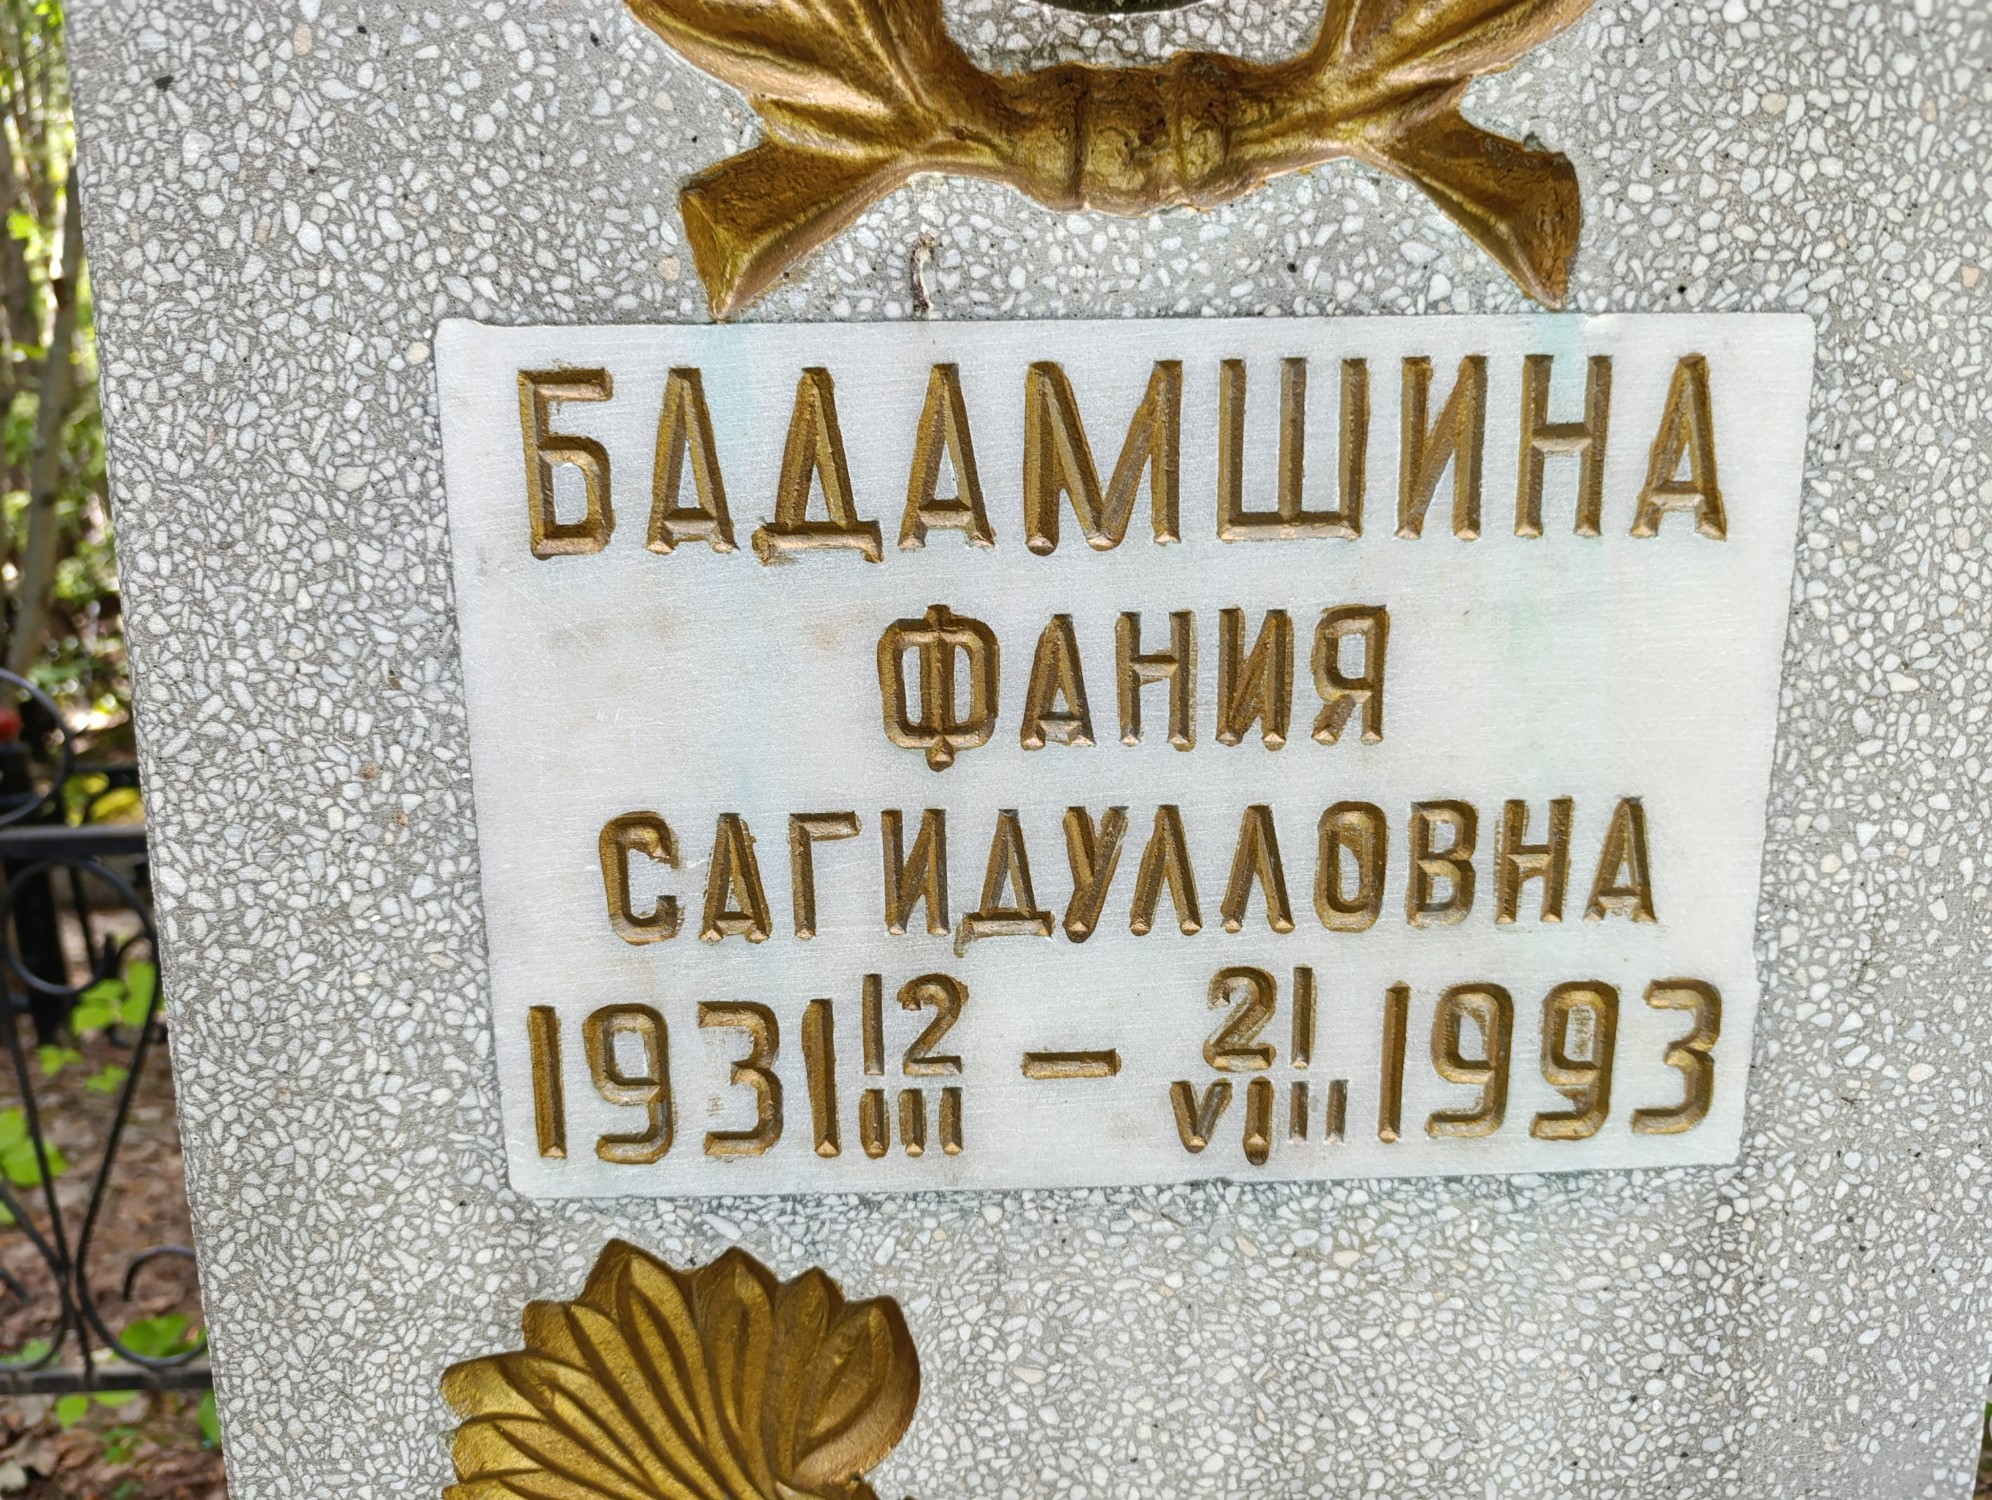 БАДАМШИНА
ФАНИЯ
САГИДУЛЛОВНА
1931 12/III – 21/VIII 1993